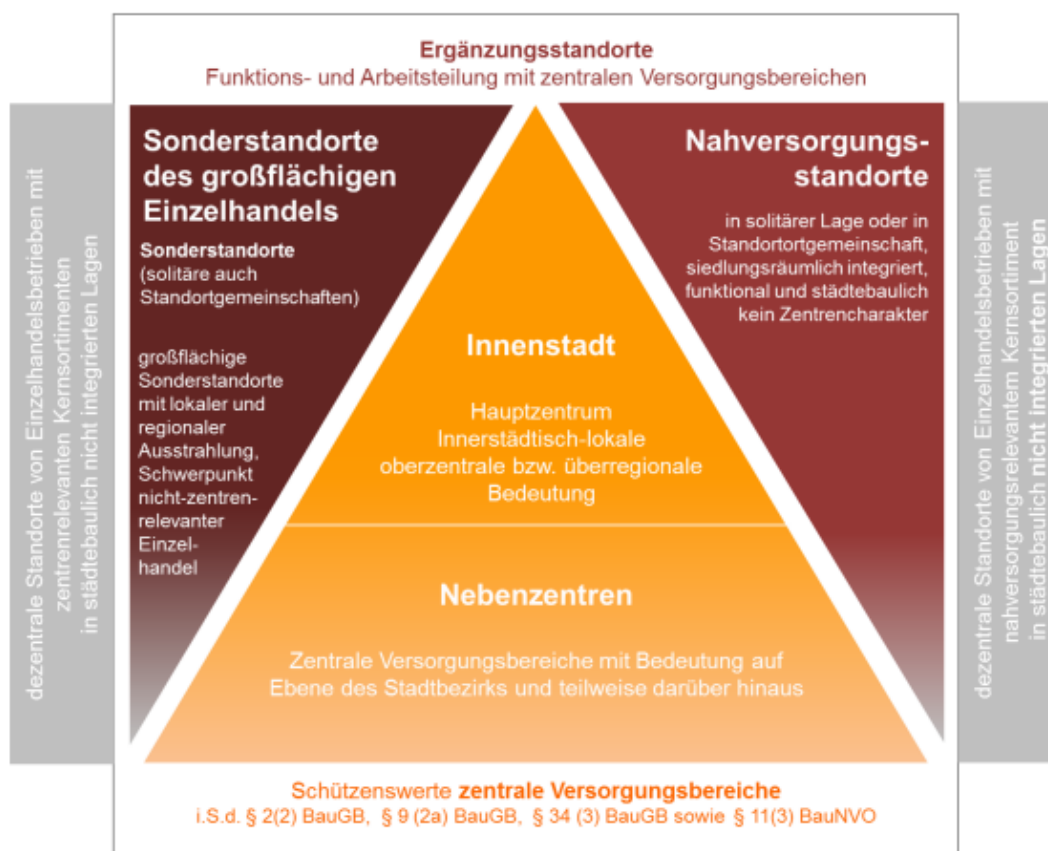 Ergänzungsstandorte
Funktions- und Arbeitsteilung mit zentralen Versorgungsbereichen
dezentrale Standorte von Einzelhandelsbetrieben mit
zentrenrelevanten Kernsortimenten
in städtebaulich nicht integrierten Lagen
Sonderstandorte
des großflächigen
Einzelhandels
Sonderstandorte
(solitäre auch
Standortgemeinschaften)
großflächige
Sonderstandorte
mit lokaler und
regionaler
Ausstrahlung,
Schwerpunkt
nicht-zentren-
relevanter
Einzel-
handel
Innenstadt
Hauptzentrum
Innerstädtisch-lokale
oberzentrale bzw. überregionale
Bedeutung
Nebenzentren
Zentrale Versorgungsbereiche mit Bedeutung auf
Ebene des Stadtbezirks und teilweise darüber hinaus
Nahversorgungs-
standorte
in solitärer Lage oder in
Standortortgemeinschaft,
siedlungsräumlich integriert,
funktional und städtebaulich
kein Zentrencharakter
dezentrale Standorte von Einzelhandelsbetrieben mit
nahversorgungsrelevantem Kernsortiment
in städtebaulich nicht integrierten Lagen
Schützenswerte zentrale Versorgungsbereiche
i.S.d. § 2(2) BauGB, § 9 (2a) BauGB, § 34 (3) BauGB sowie § 11(3) BauNVO